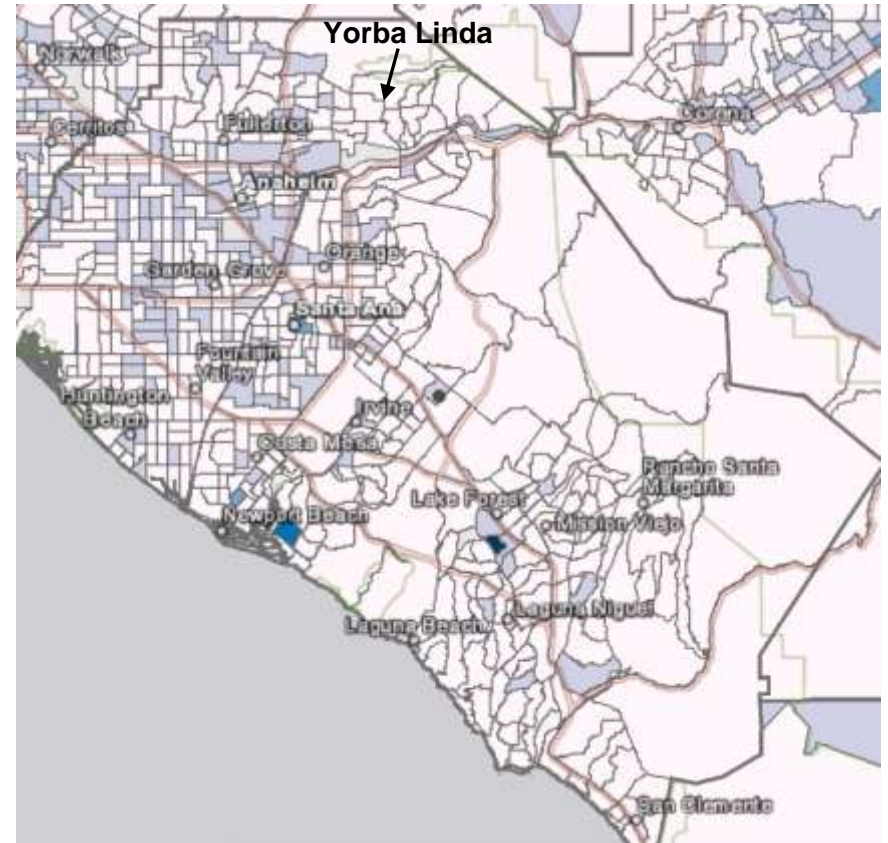 Yorba Linda
Norwalk
Cerritos
Fullerton
Corona
Anaheim
Orange
Garden Grove
Santa Ana
Fountain
Valley
Huntington
Beach
Irvine
Costa Mesa
Rancho Santa
Margarita
Lake Forest
Mission Viejo
Newport Beach
Laguna Niguel
Laguna Beach
San Clemente